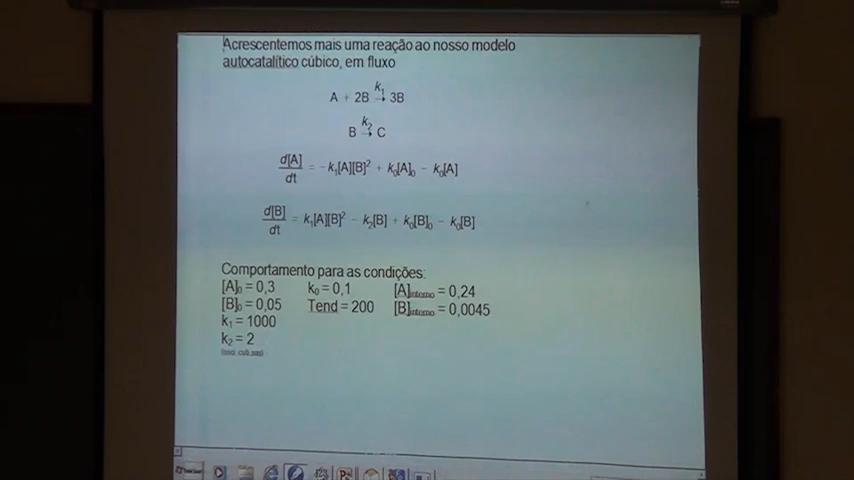 Acrescentemos mais uma reação ao nosso modelo
autocatalítico cúbico, em fluxo
A + 2B k₁→ 3B
B k₂→ C
d[A]/dt = −k₁[A][B]² + k₀[A]₀ − k₀[A]
d[B]/dt = k₁[A][B]² − k₂[B] + k₀[B]₀ − k₀[B]
Comportamento para as condições:
[A]₀ = 0,3 k₀ = 0,1 [A]interno = 0,24
[B]₀ = 0,05 Tend = 200 [B]interno = 0,0045
k₁ = 1000
k₂ = 2